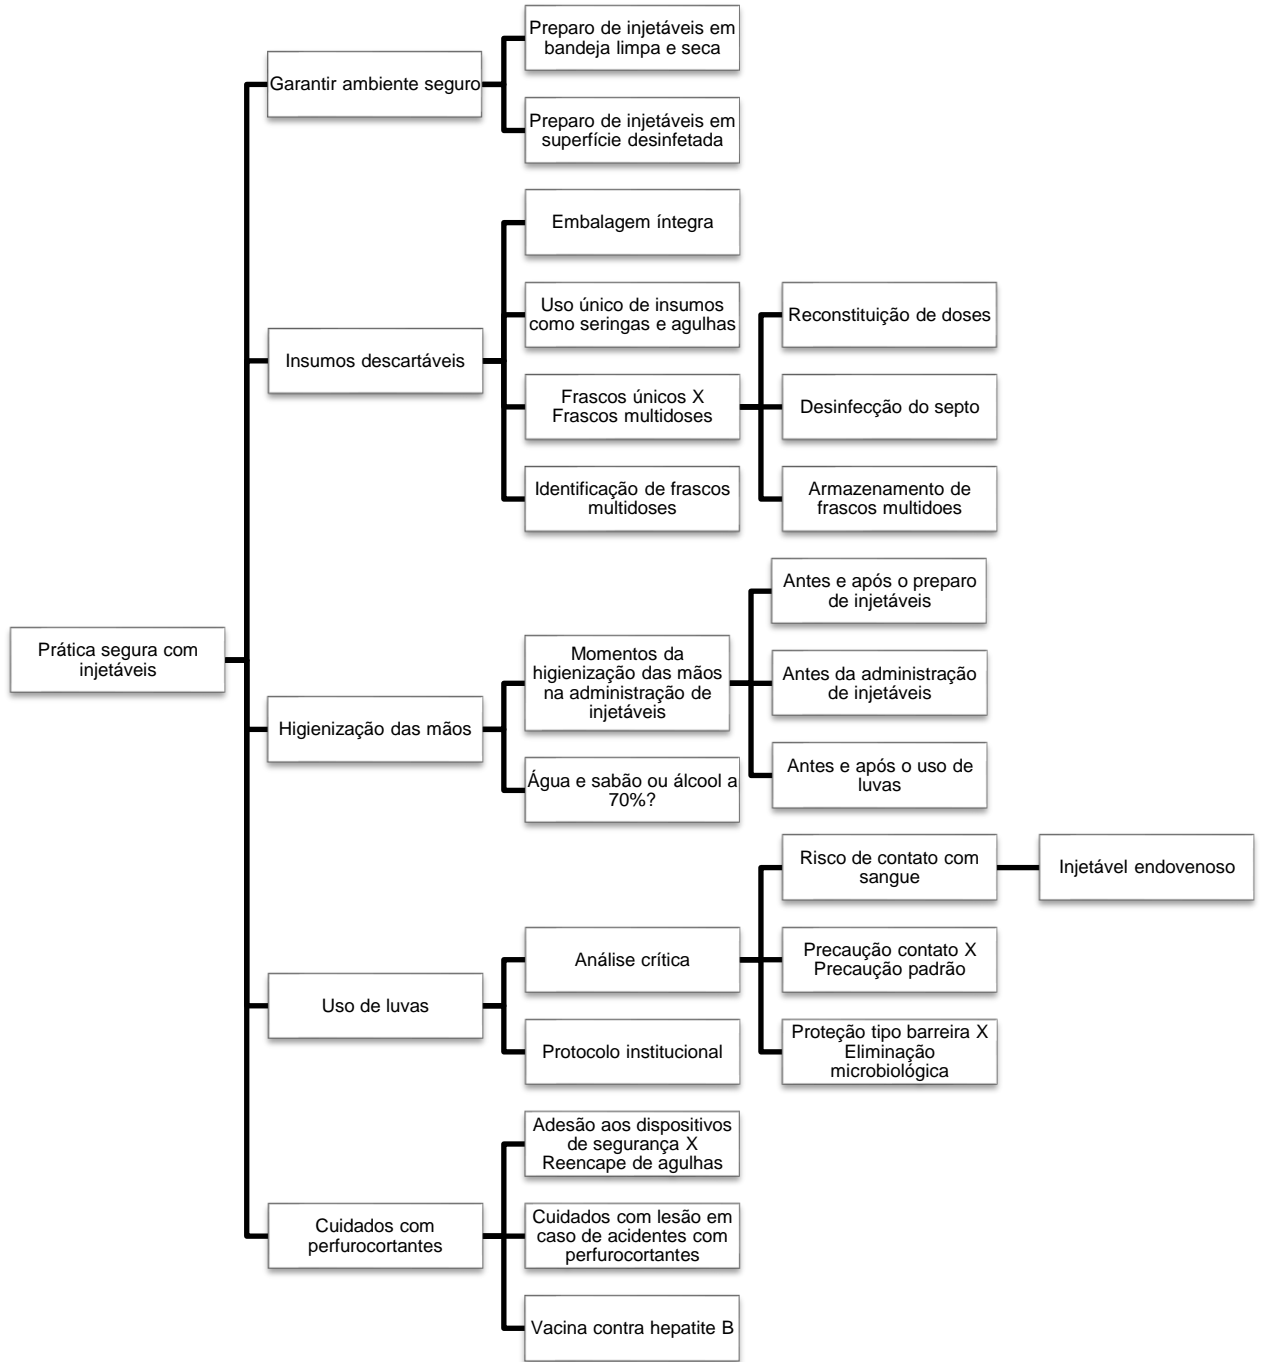 Preparo de injetáveis em
bandeja limpa e seca
Garantir ambiente seguro
Preparo de injetáveis em
superfície desinfetada
Embalagem íntegra
Uso único de insumos
como seringas e agulhas
Reconstituição de doses
Insumos descartáveis
Frascos únicos X
Frascos multidoses
Desinfecção do septo
Identificação de frascos
multidoses
Armazenamento de
frascos multidoes
Antes e após o preparo
de injetáveis
Prática segura com
injetáveis
Momentos da
higienização das mãos
na administração de
injetáveis
Antes da administração
de injetáveis
Higienização das mãos
Água e sabão ou álcool a
70%?
Antes e após o uso de
luvas
Risco de contato com
sangue
Injetável endovenoso
Análise crítica
Precaução contato X
Precaução padrão
Uso de luvas
Protocolo institucional
Proteção tipo barreira X
Eliminação
microbiológica
Adesão aos dispositivos
de segurança X
Reencape de agulhas
Cuidados com
perfurocortantes
Cuidados com lesão em
caso de acidentes com
perfurocortantes
Vacina contra hepatite B